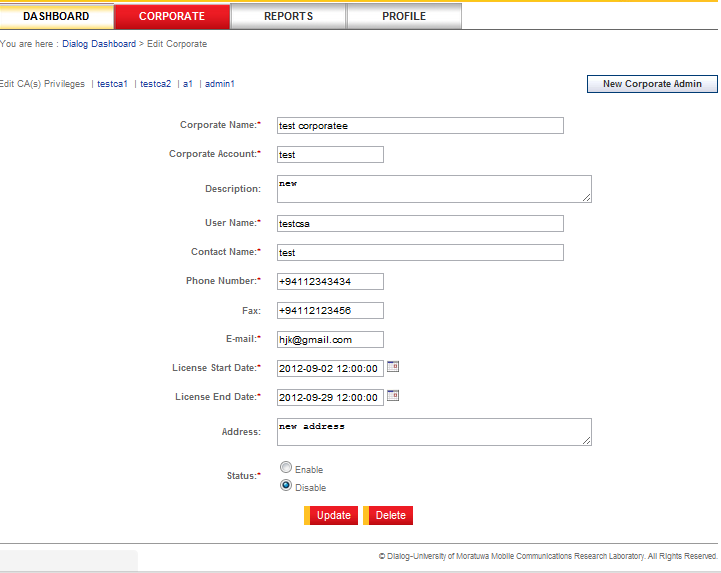 DASHBOARD CORPORATE REPORTS PROFILE
You are here : Dialog Dashboard > Edit Corporate
Edit CA(s) Privileges | testca1 | testca2 | a1 | admin1
New Corporate Admin
Corporate Name:* test corporatee
Corporate Account:* test
Description: new
User Name:* testcsa
Contact Name:* test
Phone Number:* +94112343434
Fax: +94112123456
E-mail:* hjk@gmail.com
License Start Date:* 2012-09-02 12:00:00
License End Date:* 2012-09-29 12:00:00
Address: new address
Status:* Enable
Disable
Update Delete
© Dialog-University of Moratuwa Mobile Communications Research Laboratory. All Rights Reserved.